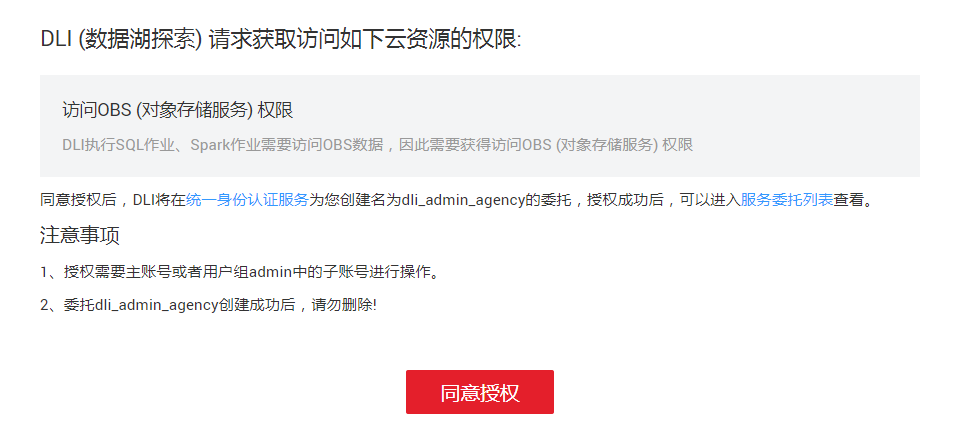 DLI (数据湖探索) 请求获取访问如下云资源的权限:
访问OBS (对象存储服务) 权限
DLI执行SQL作业、Spark作业需要访问OBS数据，因此需要获得访问OBS (对象存储服务) 权限
同意授权后，DLI将在统一身份认证服务为您创建名为dli_admin_agency的委托，授权成功后，可以进入服务委托列表查看。
注意事项
1、授权需要主账号或者用户组admin中的子账号进行操作。
2、委托dli_admin_agency创建成功后，请勿删除!
同意授权